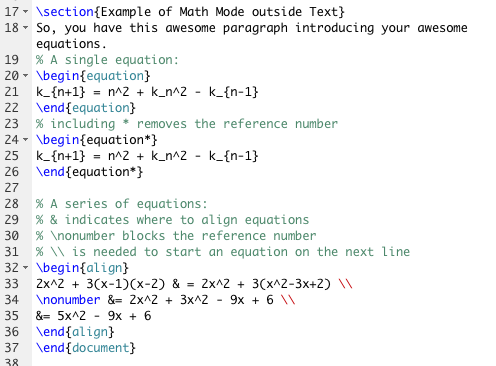 17 \section{Example of Math Mode outside Text}
18 So, you have this awesome paragraph introducing your awesome
equations.
19 % A single equation:
20 \begin{equation}
21 k_{n+1} = n^2 + k_n^2 - k_{n-1}
22 \end{equation}
23 % including * removes the reference number
24 \begin{equation*}
25 k_{n+1} = n^2 + k_n^2 - k_{n-1}
26 \end{equation*}
27
28 % A series of equations:
29 % & indicates where to align equations
30 % \nonumber blocks the reference number
31 % \\ is needed to start an equation on the next line
32 \begin{align}
33 2x^2 + 3(x-1)(x-2) & = 2x^2 + 3(x^2-3x+2) \\
34 \nonumber &= 2x^2 + 3x^2 - 9x + 6 \\
35 &= 5x^2 - 9x + 6
36 \end{align}
37 \end{document}
38